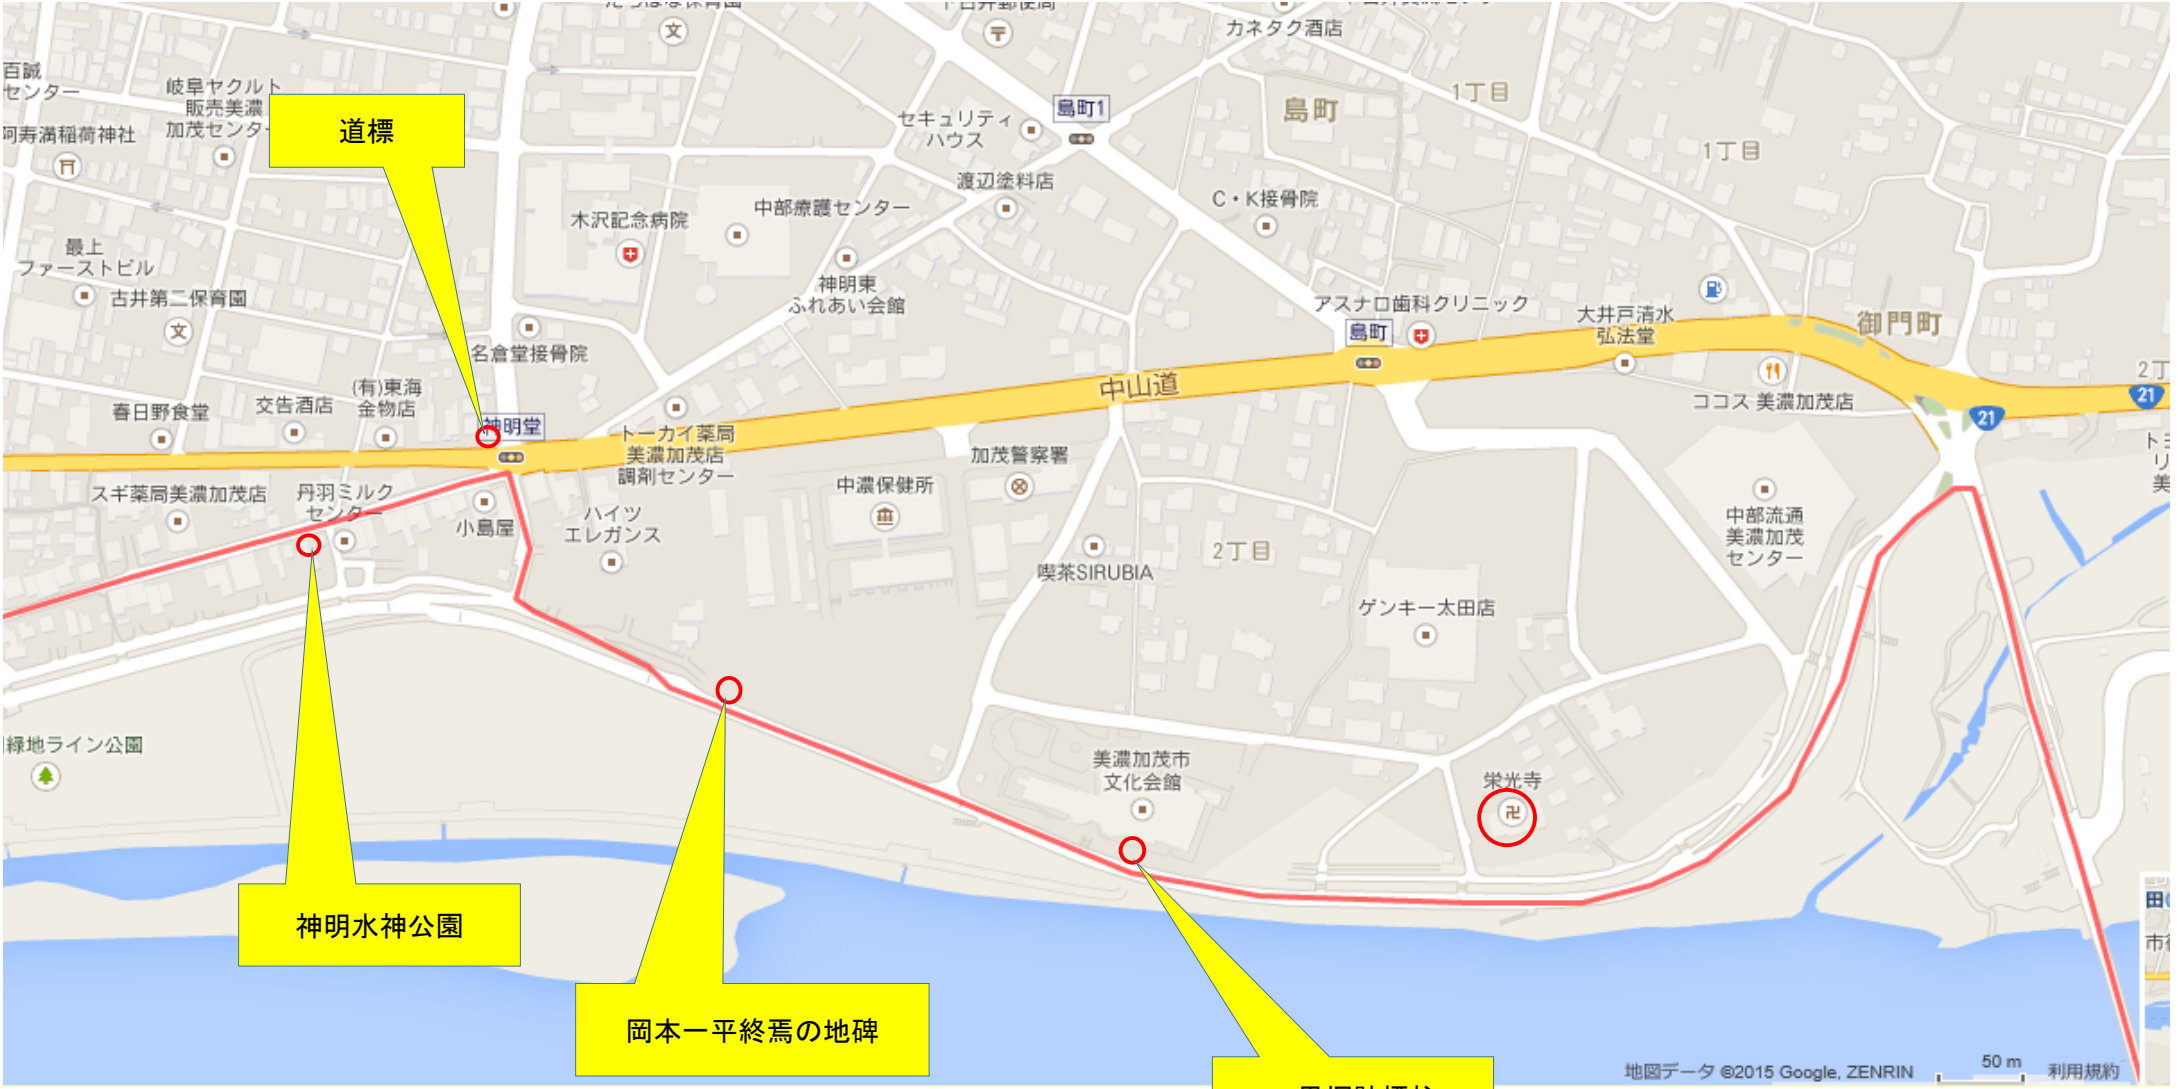 カネタク酒店
百誠
センター
岐阜ヤクルト
販売美濃
加茂センター
道標
島町1
島町
1丁目
セキュリティ
ハウス
阿寿満稲荷神社
1丁目
渡辺塗料店
C・K接骨院
木沢記念病院
中部療護センター
最上
ファーストビル
古井第二保育園
神明東
ふれあい会館
アスナロ歯科クリニック
大井戸清水
弘法堂
島町
御門町
名倉堂接骨院
中山道
(有)東海
金物店
交告酒店
春日野食堂
ココス 美濃加茂店
21
21
神明堂
トーカイ薬局
美濃加茂店
調剤センター
加茂警察署
中濃保健所
スギ薬局美濃加茂店
丹羽ミルク
センター
小島屋
ハイツ
エレガンス
中部流通
美濃加茂
センター
2丁目
喫茶SIRUBIA
ゲンキー太田店
緑地ライン公園
美濃加茂市
文化会館
栄光寺
神明水神公園
岡本一平終焉の地碑
地図データ ©2015 Google, ZENRIN
50 m
利用規約